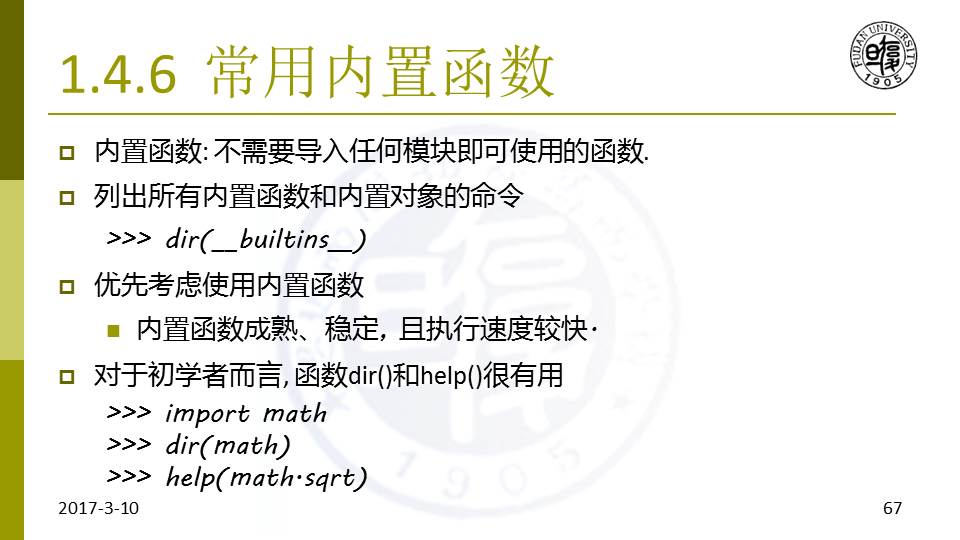 1.4.6 常用内置函数
FUDAN UNIVERSITY
1905
内置函数: 不需要导入任何模块即可使用的函数.
列出所有内置函数和内置对象的命令
>>> dir(__builtins__)
优先考虑使用内置函数
内置函数成熟、稳定, 且执行速度较快.
对于初学者而言, 函数dir()和help()很有用
>>> import math
>>> dir(math)
>>> help(math.sqrt)
1905
2017-3-10
67